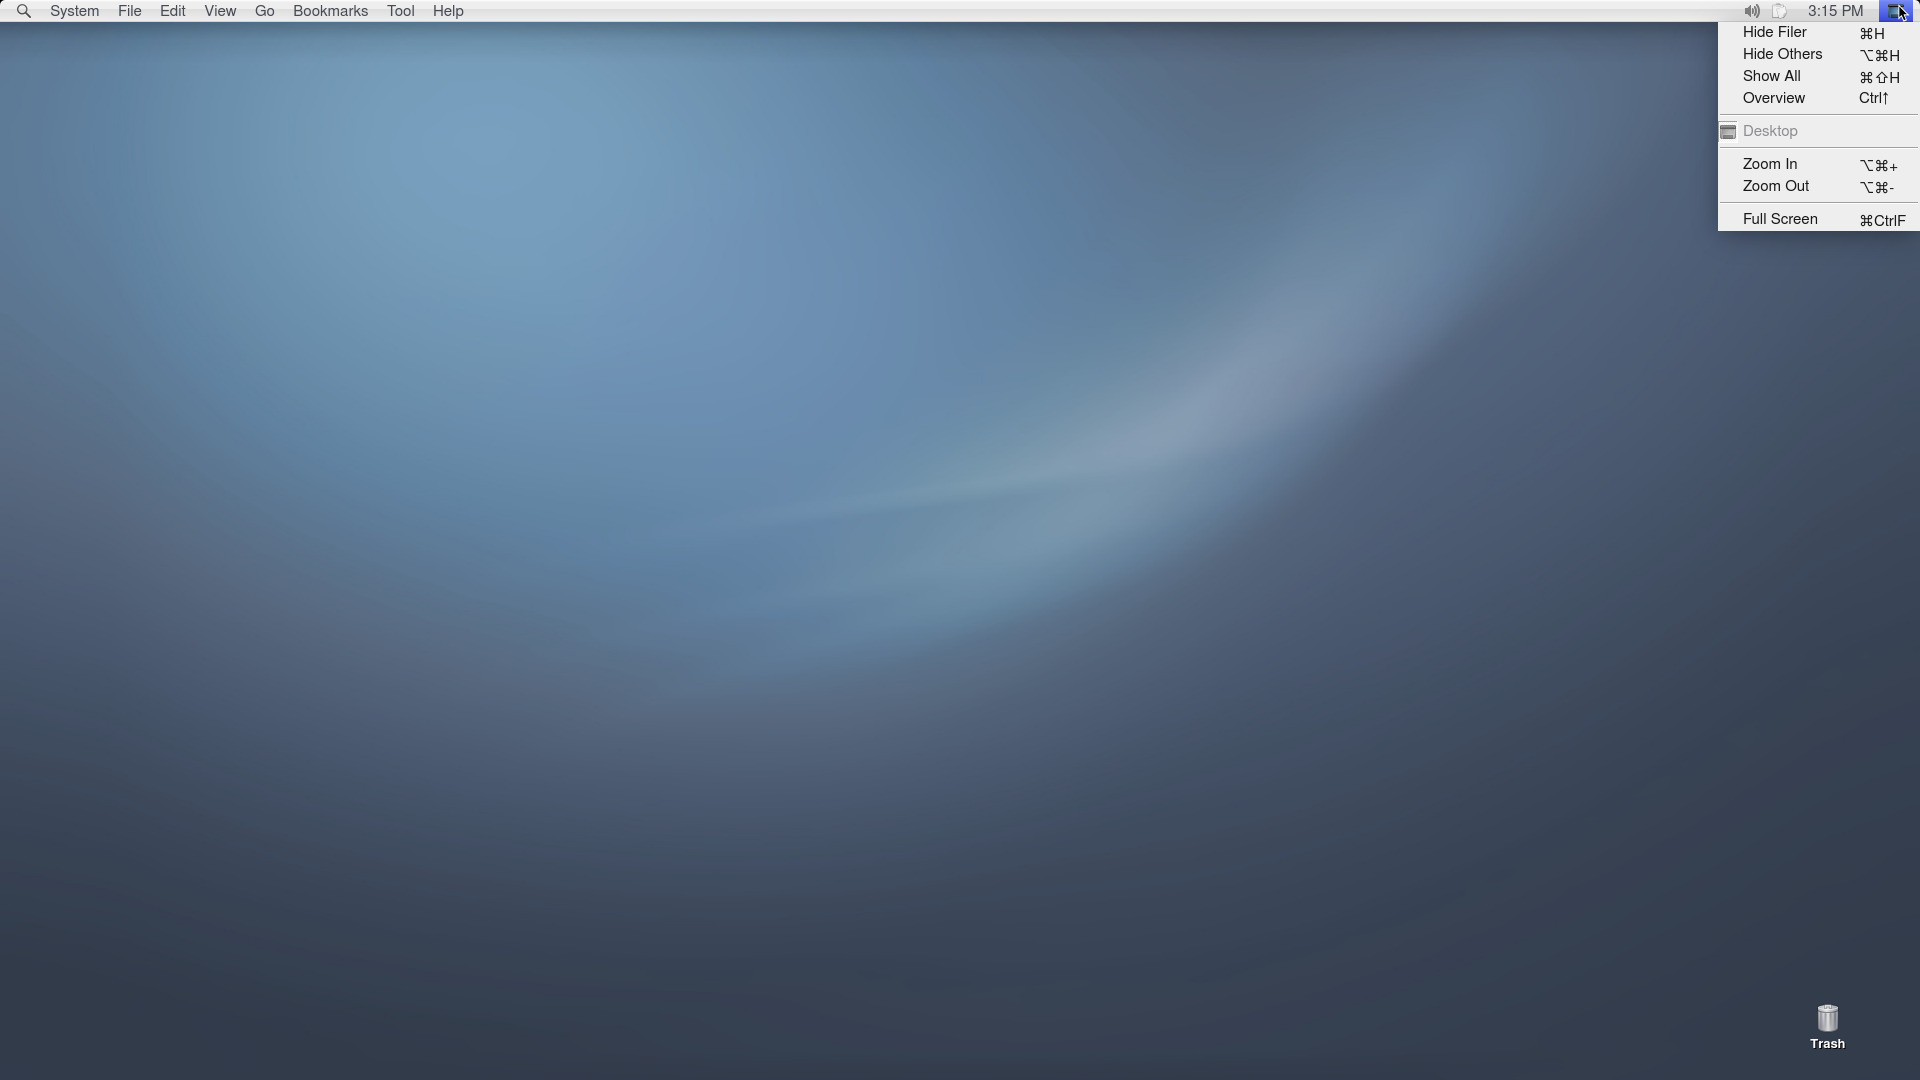 System File Edit View Go Bookmarks Tool Help 3:15 PM
Hide Filer ⌘H
Hide Others ⌥⌘H
Show All ⌘⇧H
Overview Ctrl↑
Desktop
Zoom In ⌥⌘+
Zoom Out ⌥⌘-
Full Screen ⌘CtrlF
Trash